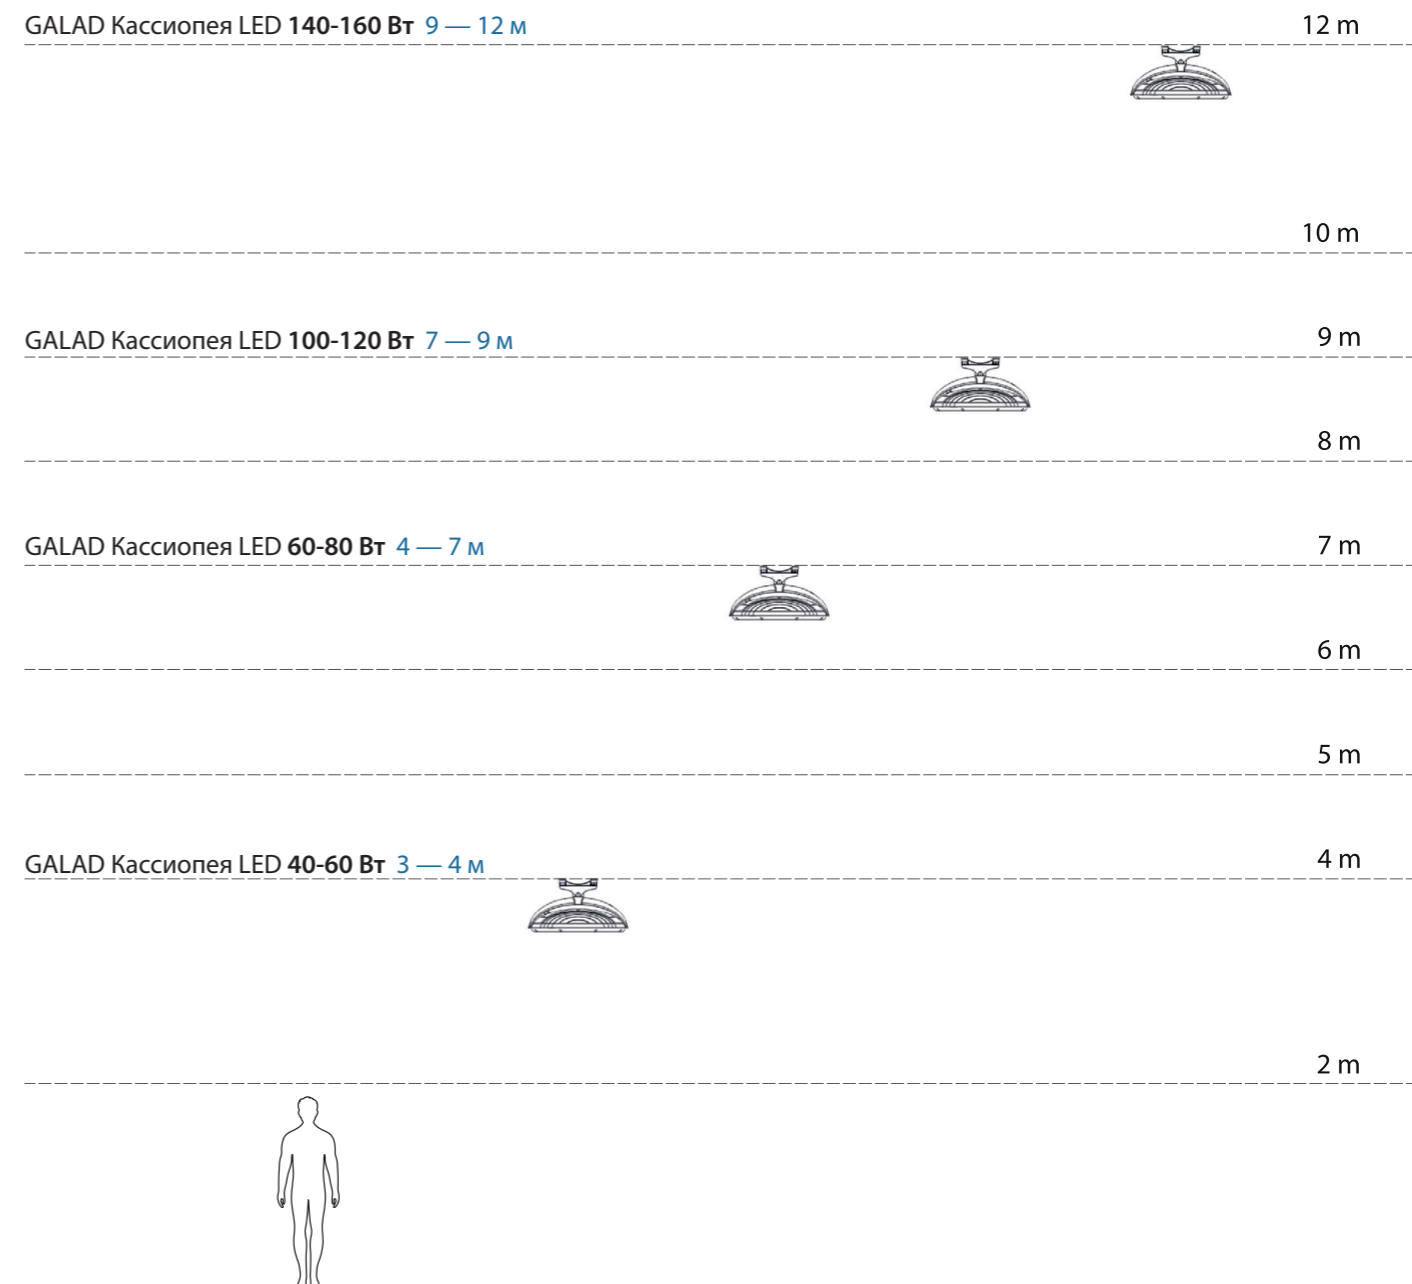 GALAD Кассиопея LED 140-160 Вт 9 — 12 м 12 m
10 m
GALAD Кассиопея LED 100-120 Вт 7 — 9 м 9 m
8 m
GALAD Кассиопея LED 60-80 Вт 4 — 7 м 7 m
6 m
5 m
GALAD Кассиопея LED 40-60 Вт 3 — 4 м 4 m
2 m